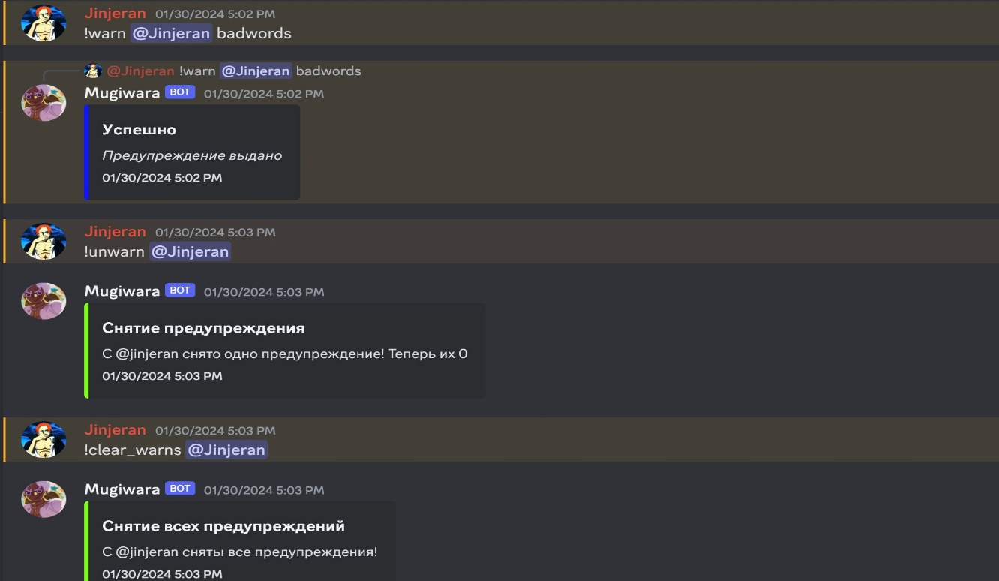 Jinjeran 01/30/2024 5:02 PM
!warn @Jinjeran badwords
@Jinjeran !warn @Jinjeran badwords
Mugiwara BOT 01/30/2024 5:02 PM
Успешно
Предупреждение выдано
01/30/2024 5:02 PM
Jinjeran 01/30/2024 5:03 PM
!unwarn @Jinjeran
Mugiwara BOT 01/30/2024 5:03 PM
Снятие предупреждения
С @jinjeran снято одно предупреждение! Теперь их 0
01/30/2024 5:03 PM
Jinjeran 01/30/2024 5:03 PM
!clear_warns @Jinjeran
Mugiwara BOT 01/30/2024 5:03 PM
Снятие всех предупреждений
С @jinjeran сняты все предупреждения!
01/30/2024 5:03 PM